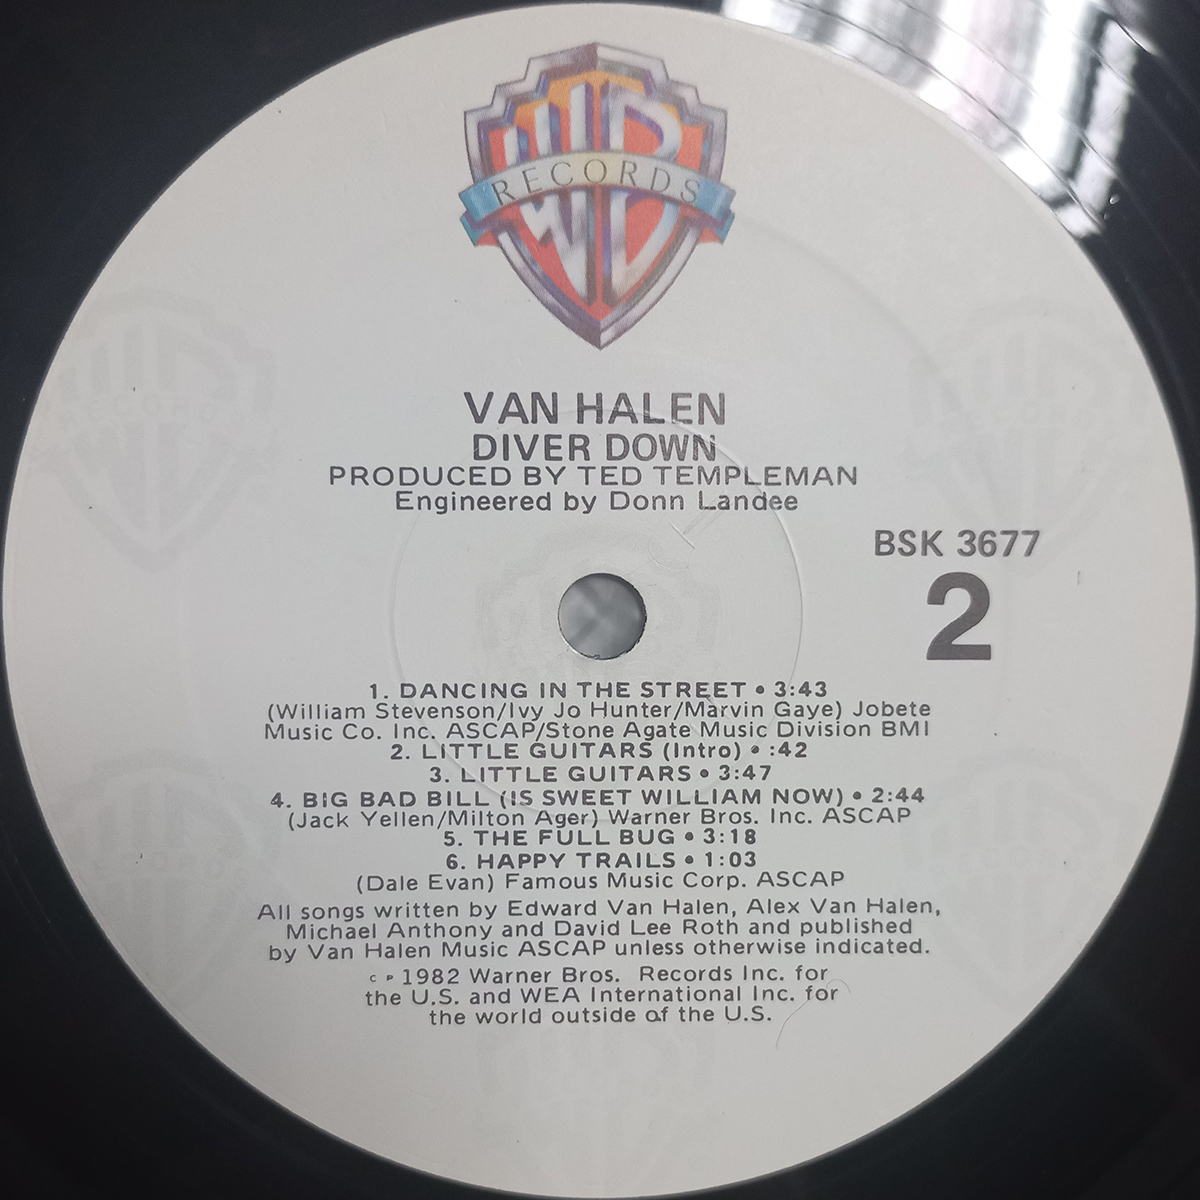 RECORDS
VAN HALEN
DIVER DOWN
PRODUCED BY TED TEMPLEMAN
Engineered by Donn Landee
BSK 3677
2
1. DANCING IN THE STREET • 3:43
(William Stevenson/Ivy Jo Hunter/Marvin Gaye) Jobete
Music Co. Inc. ASCAP/Stone Agate Music Division BMI
2. LITTLE GUITARS (Intro) • :42
3. LITTLE GUITARS • 3:47
4. BIG BAD BILL (IS SWEET WILLIAM NOW) • 2:44
(Jack Yellen/Milton Ager) Warner Bros. Inc. ASCAP
5. THE FULL BUG • 3:18
6. HAPPY TRAILS • 1:03
(Dale Evan) Famous Music Corp. ASCAP
All songs written by Edward Van Halen, Alex Van Halen,
Michael Anthony and David Lee Roth and published
by Van Halen Music ASCAP unless otherwise indicated.
C P 1982 Warner Bros. Records Inc. for
the U.S. and WEA International Inc. for
the world outside of the U.S.